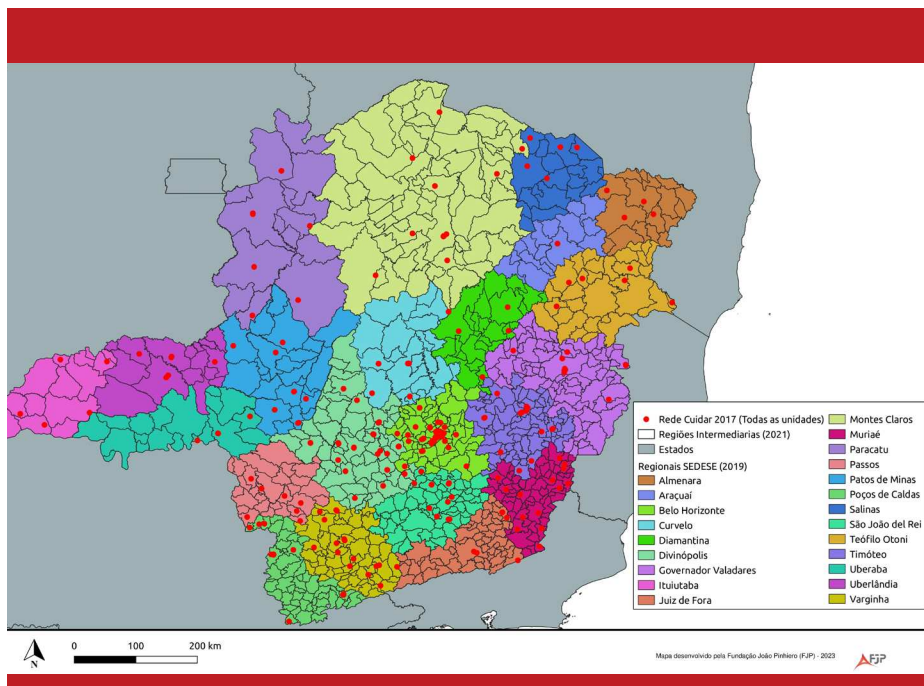 Rede Cuidar 2017 (Todas as unidades)
Regiões Intermediarias (2021)
Estados
Regionais SEDESE (2019)
Almenara
Araçuaí
Belo Horizonte
Curvelo
Diamantina
Divinópolis
Governador Valadares
Ituiutaba
Juiz de Fora
Montes Claros
Muriaé
Paracatu
Passos
Patos de Minas
Poços de Caldas
Salinas
São João del Rei
Teófilo Otoni
Timóteo
Uberaba
Uberlândia
Varginha
N
0 100 200 km
Mapa desenvolvido pela Fundação João Pinhiero (FJP) - 2023
FJP